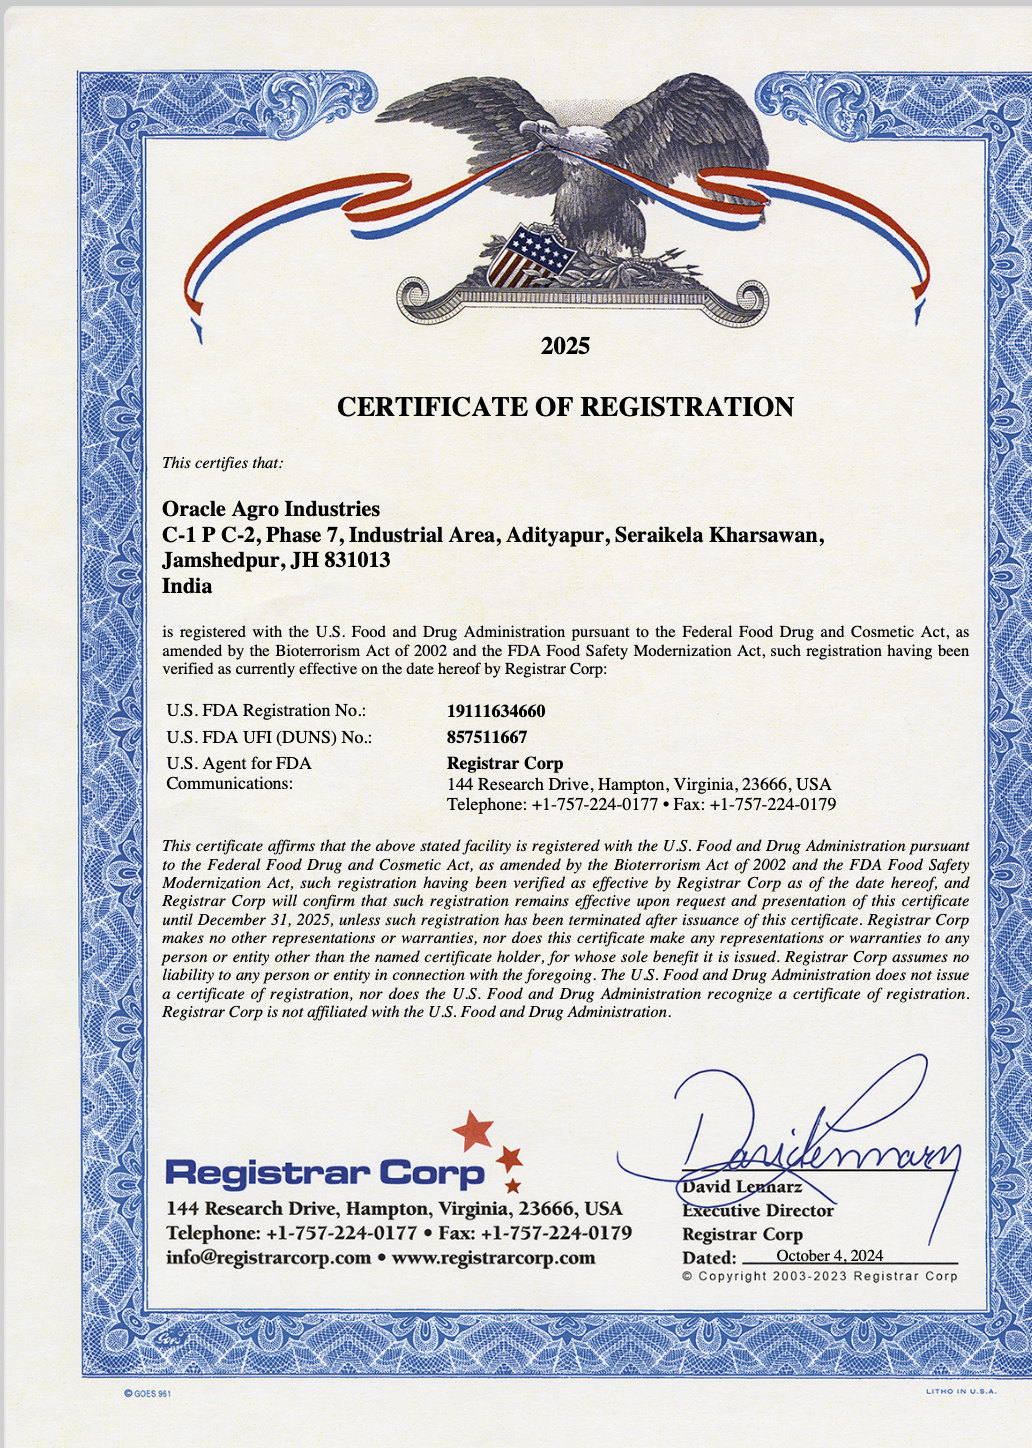 2025
CERTIFICATE OF REGISTRATION
This certifies that:
Oracle Agro Industries
C-1 P C-2, Phase 7, Industrial Area, Adityapur, Seraikela Kharsawan,
Jamshedpur, JH 831013
India
is registered with the U.S. Food and Drug Administration pursuant to the Federal Food Drug and Cosmetic Act, as
amended by the Bioterrorism Act of 2002 and the FDA Food Safety Modernization Act, such registration having been
verified as currently effective on the date hereof by Registrar Corp:
U.S. FDA Registration No.: 19111634660
U.S. FDA UFI (DUNS) No.: 857511667
U.S. Agent for FDA Registrar Corp
Communications: 144 Research Drive, Hampton, Virginia, 23666, USA
Telephone: +1-757-224-0177 • Fax: +1-757-224-0179
This certificate affirms that the above stated facility is registered with the U.S. Food and Drug Administration pursuant
to the Federal Food Drug and Cosmetic Act, as amended by the Bioterrorism Act of 2002 and the FDA Food Safety
Modernization Act, such registration having been verified as effective by Registrar Corp as of the date hereof, and
Registrar Corp will confirm that such registration remains effective upon request and presentation of this certificate
until December 31, 2025, unless such registration has been terminated after issuance of this certificate. Registrar Corp
makes no other representations or warranties, nor does this certificate make any representations or warranties to any
person or entity other than the named certificate holder, for whose sole benefit it is issued. Registrar Corp assumes no
liability to any person or entity in connection with the foregoing. The U.S. Food and Drug Administration does not issue
a certificate of registration, nor does the U.S. Food and Drug Administration recognize a certificate of registration.
Registrar Corp is not affiliated with the U.S. Food and Drug Administration.
Registrar Corp
144 Research Drive, Hampton, Virginia, 23666, USA
Telephone: +1-757-224-0177 • Fax: +1-757-224-0179
info@registrarcorp.com • www.registrarcorp.com
David Lennarz
David Lennarz
Executive Director
Registrar Corp
Dated: October 4, 2024
© Copyright 2003-2023 Registrar Corp
© GOES 961
LITHO IN U.S.A.